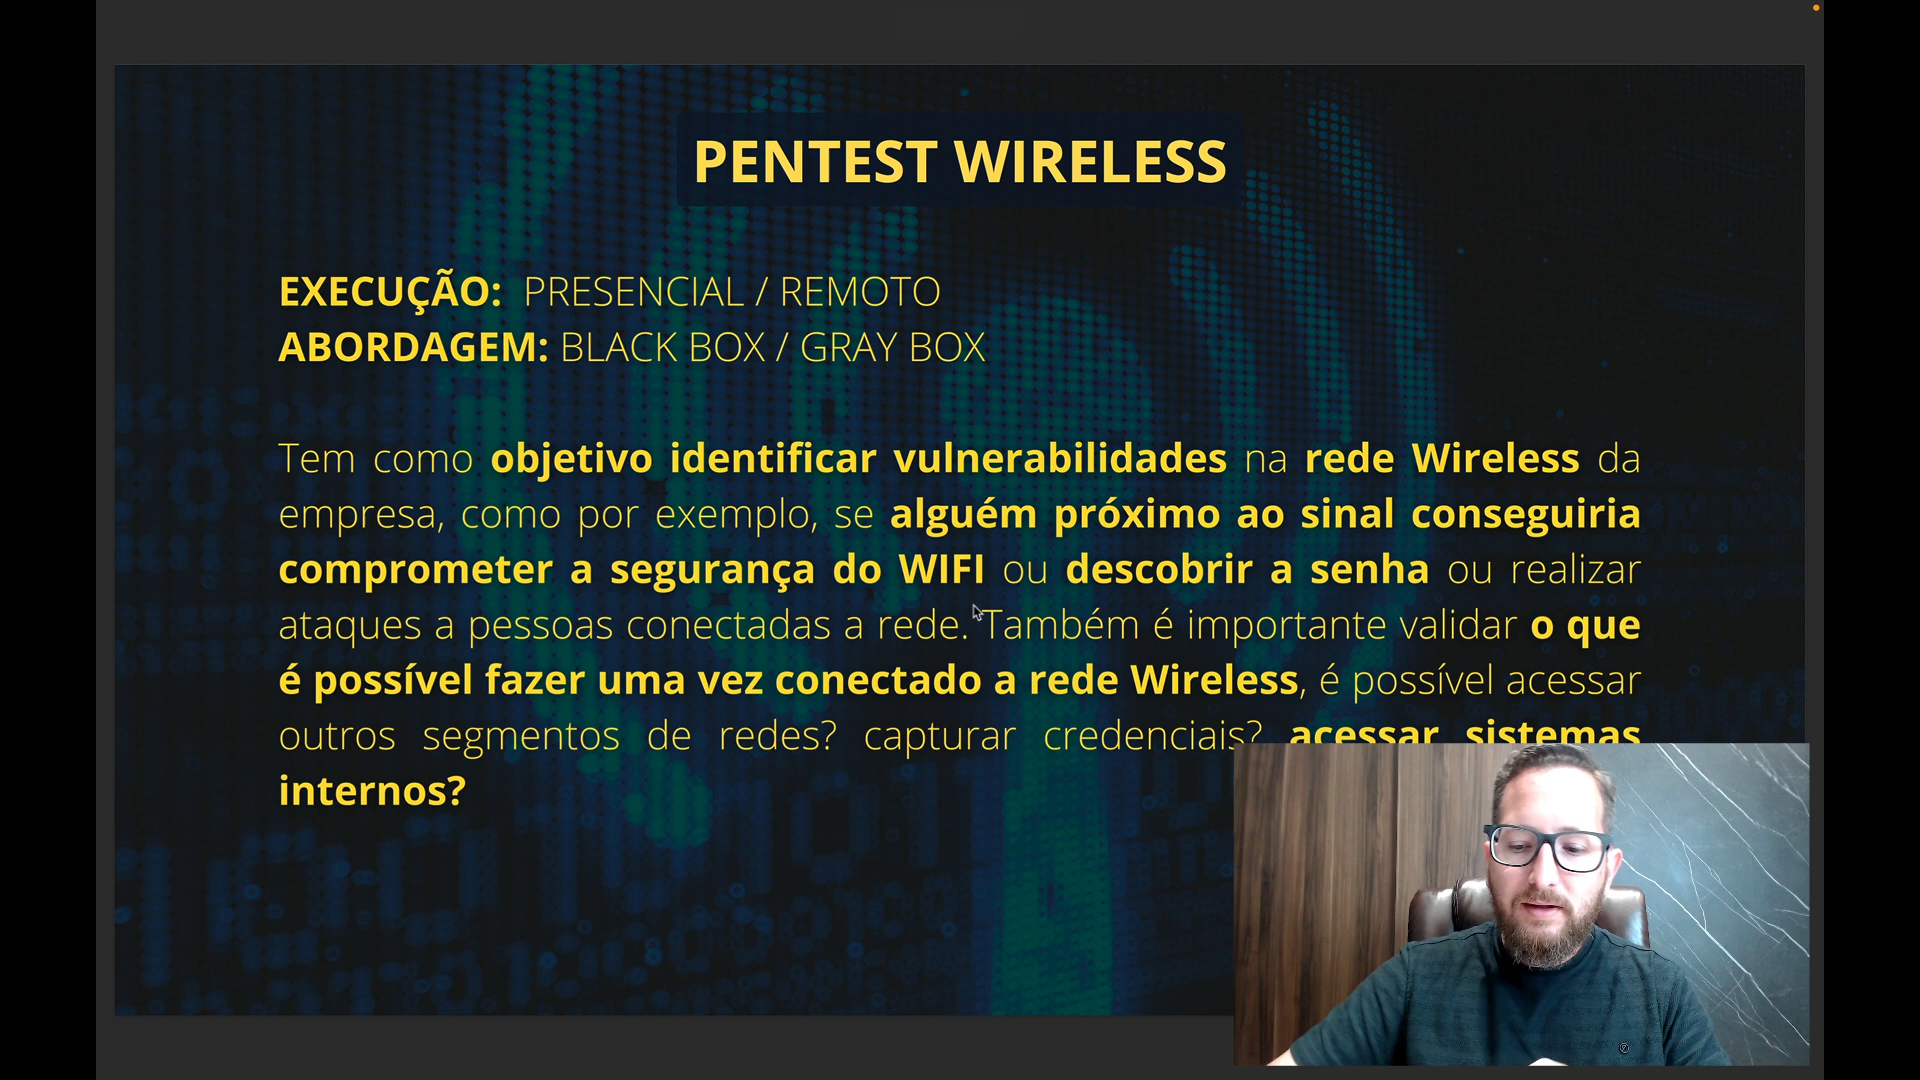 PENTEST WIRELESS
EXECUÇÃO: PRESENCIAL / REMOTO
ABORDAGEM: BLACK BOX / GRAY BOX
Tem como objetivo identificar vulnerabilidades na rede Wireless da
empresa, como por exemplo, se alguém próximo ao sinal conseguiria
comprometer a segurança do WIFI ou descobrir a senha ou realizar
ataques a pessoas conectadas a rede. Também é importante validar o que
é possível fazer uma vez conectado a rede Wireless, é possível acessar
outros segmentos de redes? capturar credenciais? acessar sistemas
internos?